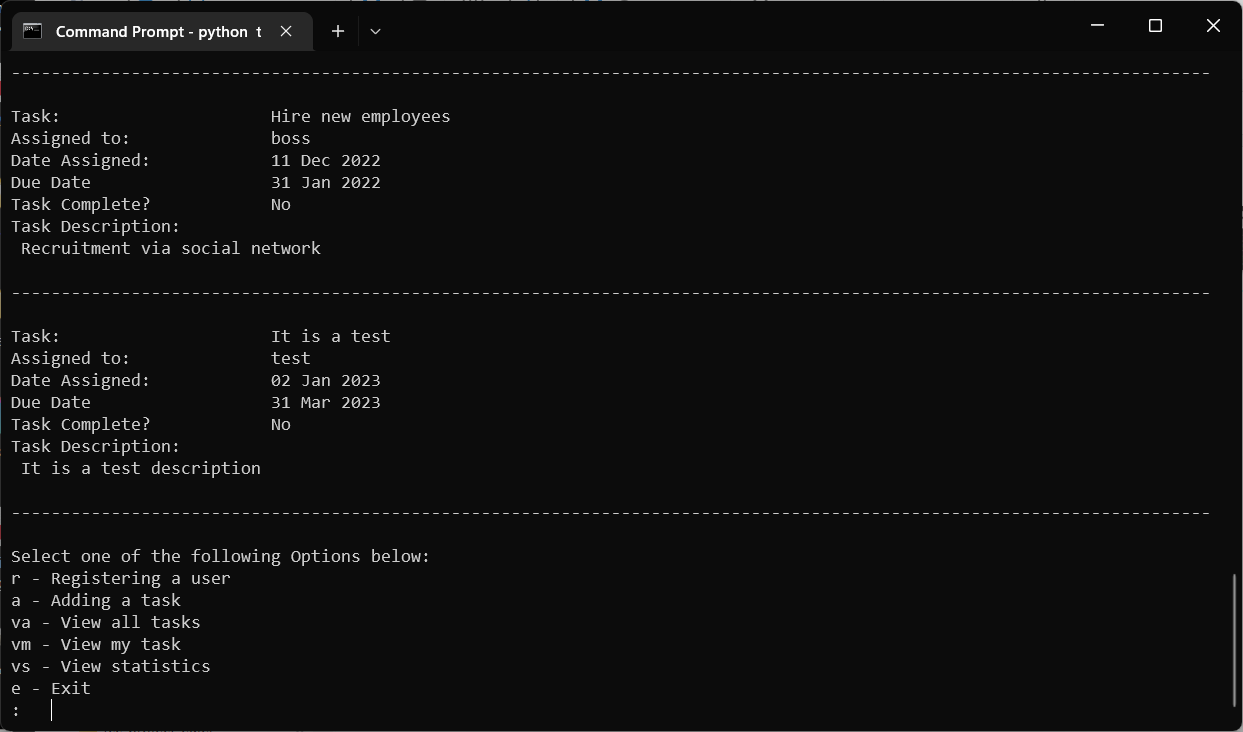 Command Prompt - python t
------------------------------------------------------------------------------------------------------------------------
Task: Hire new employees
Assigned to: boss
Date Assigned: 11 Dec 2022
Due Date 31 Jan 2022
Task Complete? No
Task Description:
Recruitment via social network
------------------------------------------------------------------------------------------------------------------------
Task: It is a test
Assigned to: test
Date Assigned: 02 Jan 2023
Due Date 31 Mar 2023
Task Complete? No
Task Description:
It is a test description
------------------------------------------------------------------------------------------------------------------------
Select one of the following Options below:
r - Registering a user
a - Adding a task
va - View all tasks
vm - View my task
vs - View statistics
e - Exit
: